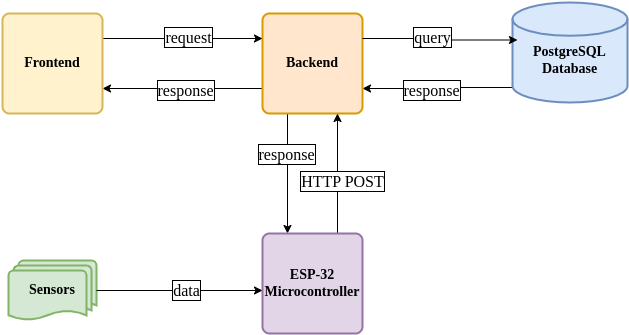 Frontend
request
Backend
query
PostgreSQL
Database
response
response
response
HTTP POST
Sensors
data
ESP-32
Microcontroller